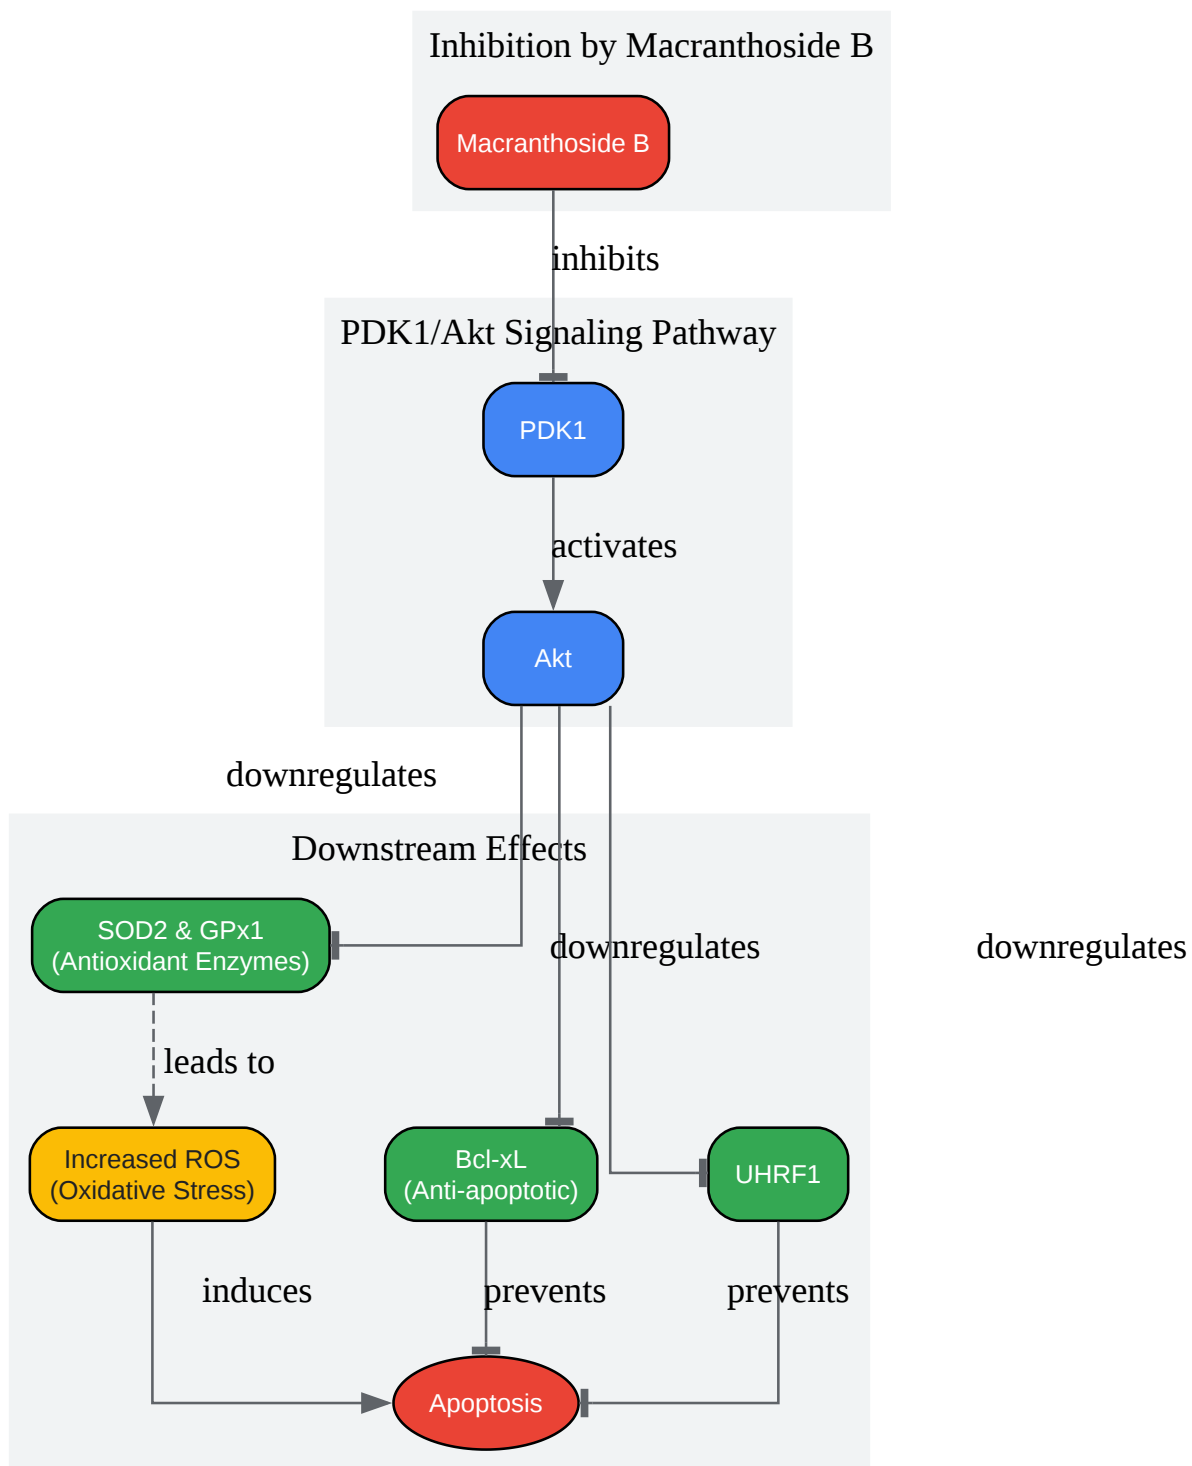 Inhibition by Macranthoside B
Macranthoside B
inhibits
PDK1/Akt Signaling Pathway
PDK1
activates
Akt
downregulates
Downstream Effects
SOD2 & GPx1
(Antioxidant Enzymes)
downregulates
downregulates
leads to
Increased ROS
(Oxidative Stress)
Bcl-xL
(Anti-apoptotic)
UHRF1
induces
prevents
prevents
Apoptosis